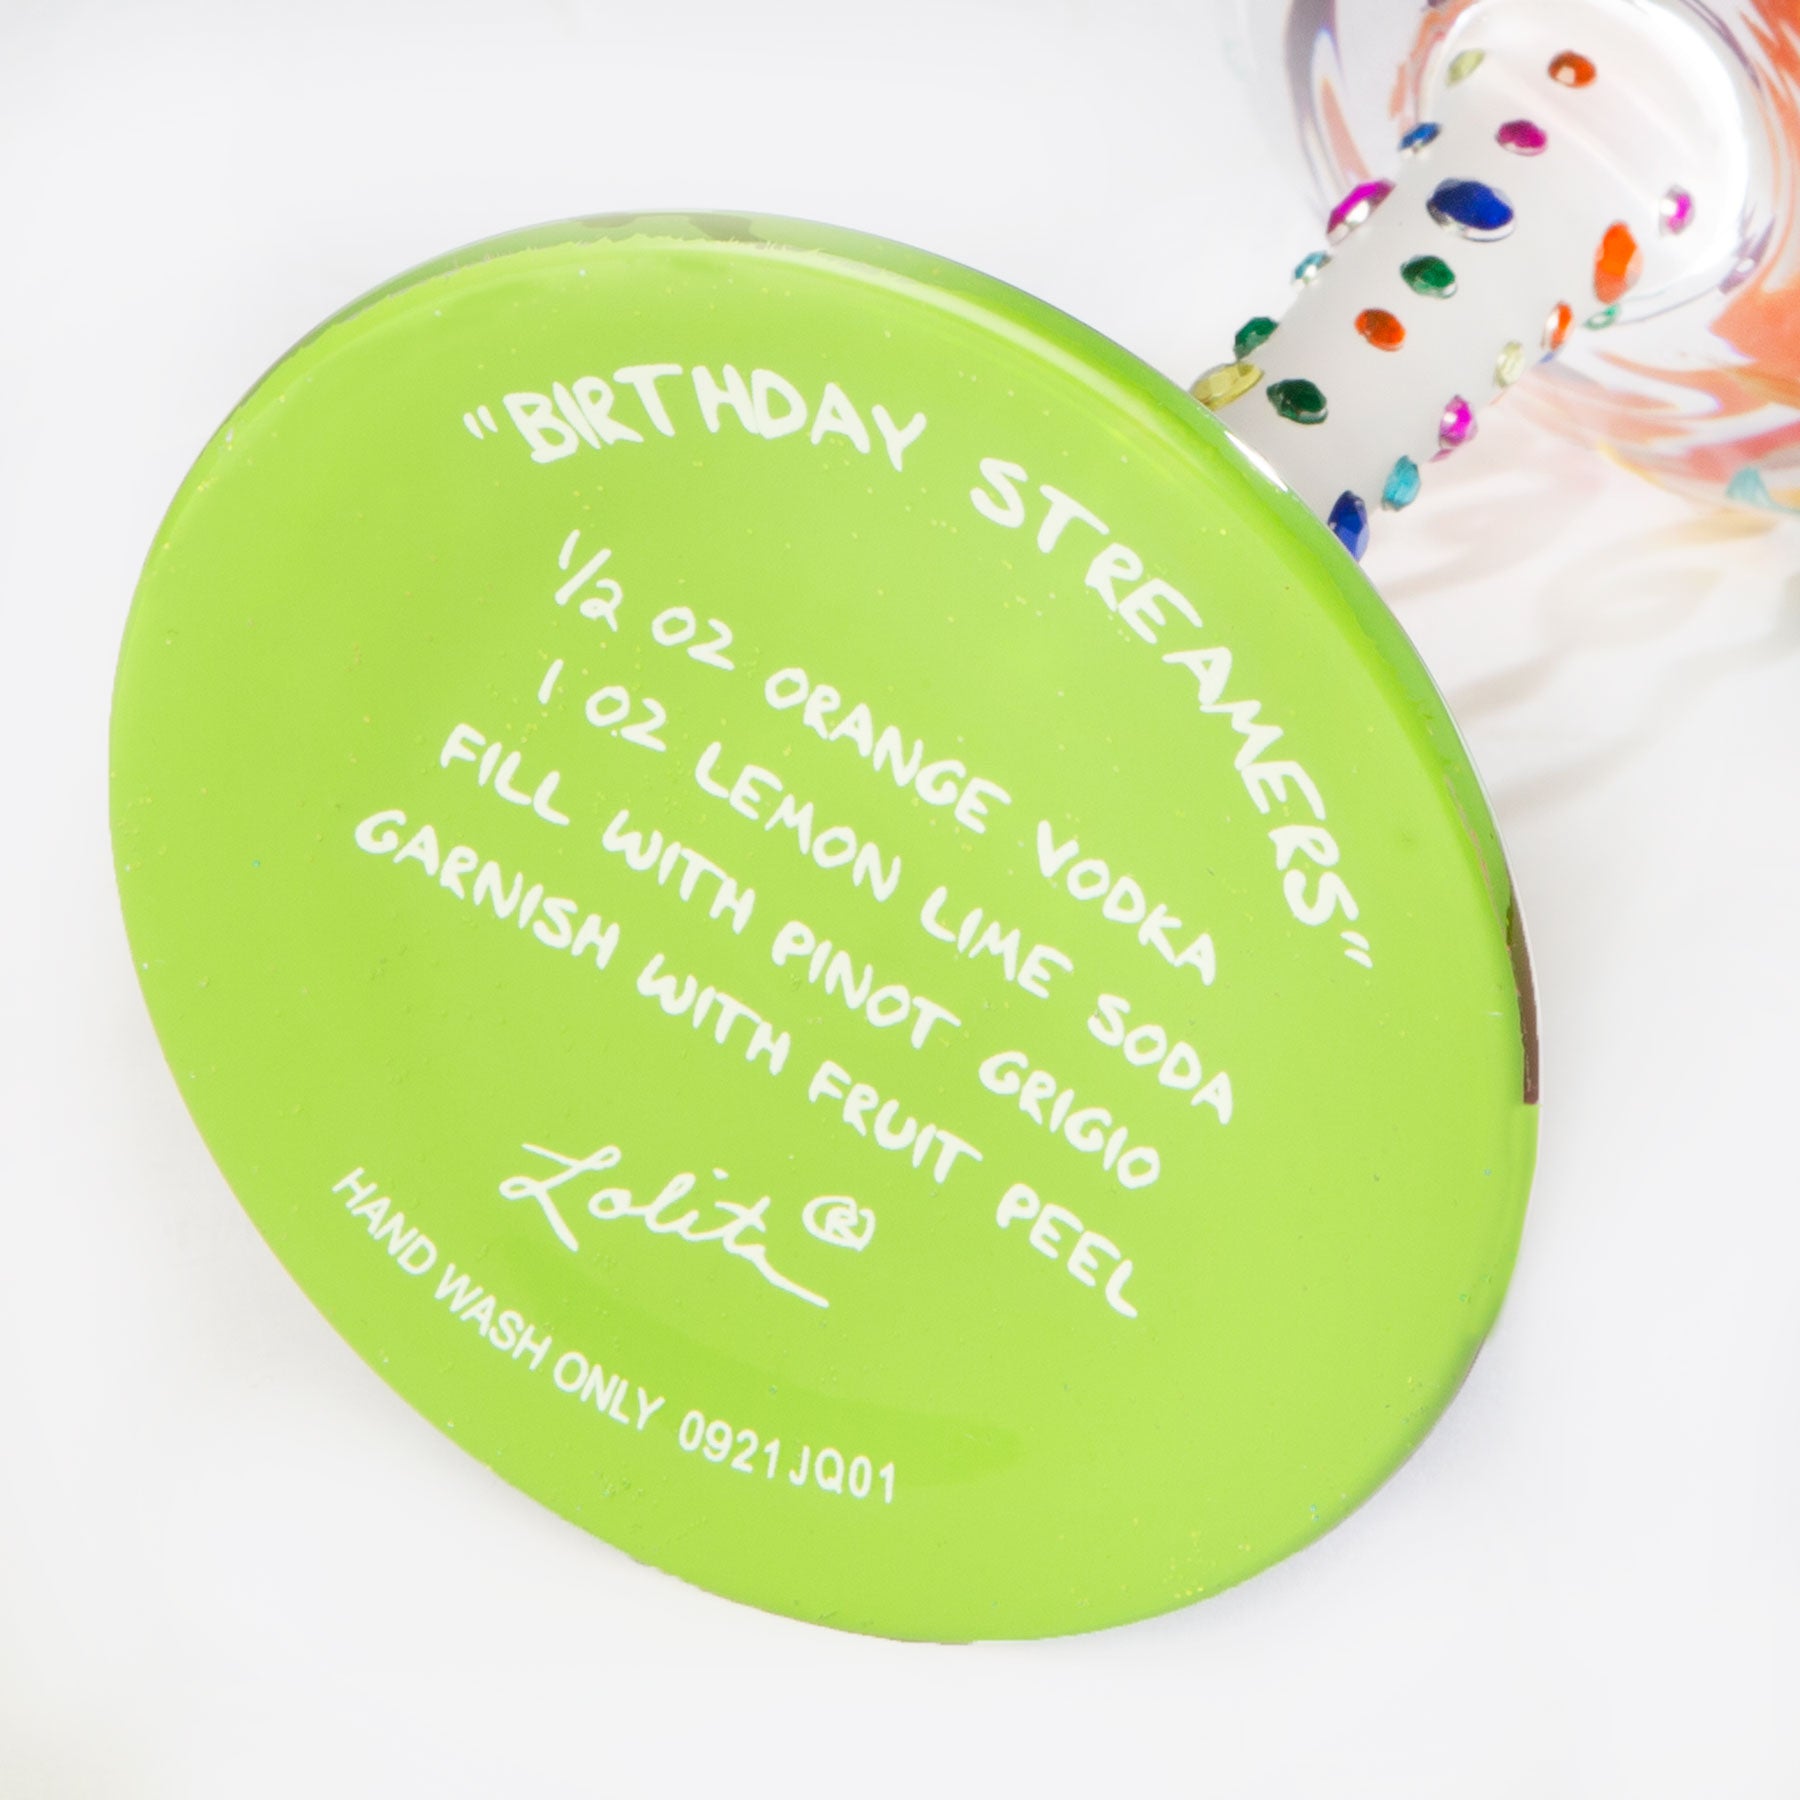 "BIRTHDAY STREAMERS"
1/2 OZ ORANGE VODKA
1 OZ LEMON LIME SODA
FILL WITH PINOT GRIGIO
GARNISH WITH FRUIT PEEL
Lolita®
HAND WASH ONLY 0921JQ01